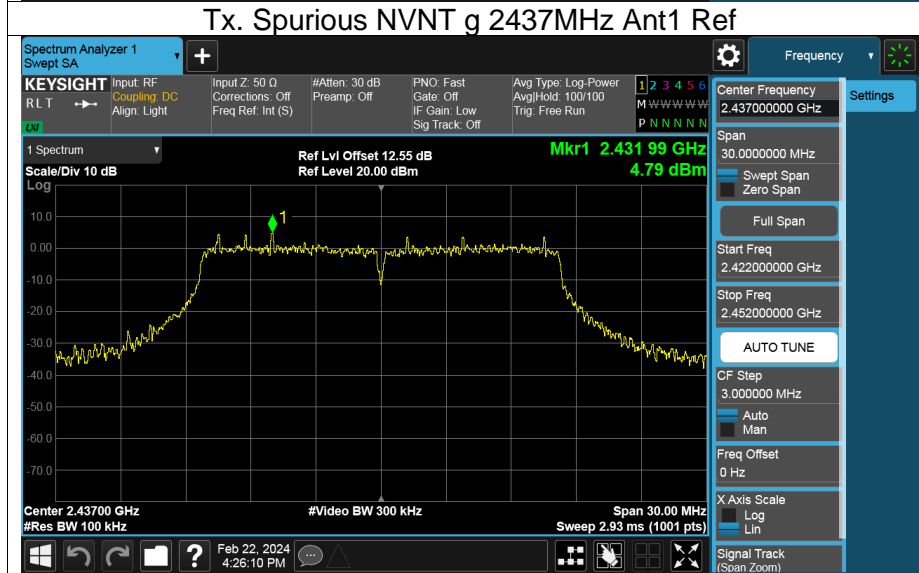 Tx. Spurious NVNT g 2437MHz Ant1 Ref
Spectrum Analyzer 1
Swept SA
+
Frequency
KEYSIGHT
RLT
LXI
Input: RF
Coupling: DC
Align: Light
Input Z: 50 Ω
Corrections: Off
Freq Ref: Int (S)
#Atten: 30 dB
Preamp: Off
PNO: Fast
Gate: Off
IF Gain: Low
Sig Track: Off
Avg Type: Log-Power
Avg|Hold: 100/100
Trig: Free Run
1 2 3 4 5 6
M W W W W W
P N N N N N
1 Spectrum
Scale/Div 10 dB
Ref Lvl Offset 12.55 dB
Ref Level 20.00 dBm
Mkr1 2.431 99 GHz
4.79 dBm
Log
10.0
0.00
-10.0
-20.0
-30.0
-40.0
-50.0
-60.0
-70.0
1
Center 2.43700 GHz
#Res BW 100 kHz
#Video BW 300 kHz
Span 30.00 MHz
Sweep 2.93 ms (1001 pts)
Feb 22, 2024
4:26:10 PM
?
Center Frequency
2.437000000 GHz
Settings
Span
30.0000000 MHz
Swept Span
Zero Span
Full Span
Start Freq
2.422000000 GHz
Stop Freq
2.452000000 GHz
AUTO TUNE
CF Step
3.000000 MHz
Auto
Man
Freq Offset
0 Hz
X Axis Scale
Log
Lin
Signal Track
(Span Zoom)